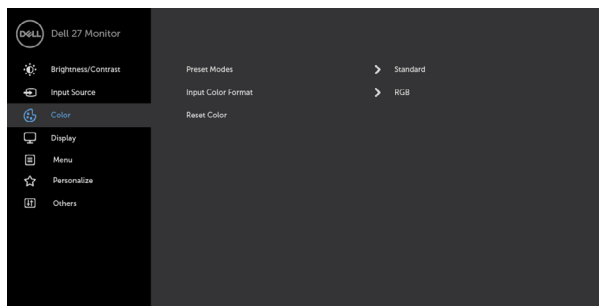 DELL Dell 27 Monitor
Brightness/Contrast Preset Modes Standard
Input Source Input Color Format RGB
Color Reset Color
Display
Menu
Personalize
Others